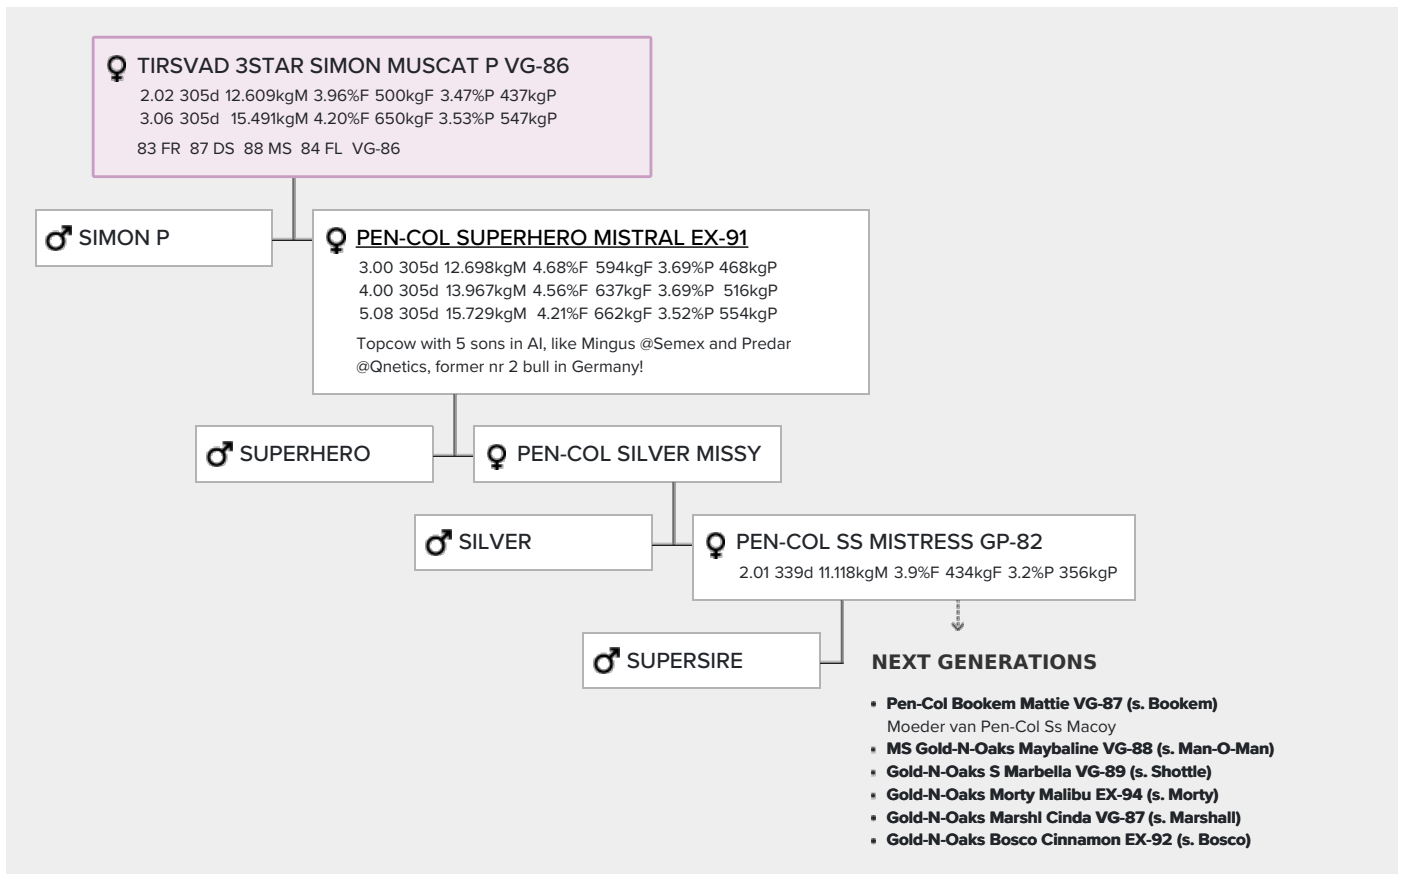 TIRSVAD 3STAR SIMON MUSCAT P VG-86
2.02 305d 12.609kgM 3.96%F 500kgF 3.47%P 437kgP
3.06 305d 15.491kgM 4.20%F 650kgF 3.53%P 547kgP
83 FR 87 DS 88 MS 84 FL VG-86
SIMON P
PEN-COL SUPERHERO MISTRAL EX-91
3.00 305d 12.698kgM 4.68%F 594kgF 3.69%P 468kgP
4.00 305d 13.967kgM 4.56%F 637kgF 3.69%P 516kgP
5.08 305d 15.729kgM 4.21%F 662kgF 3.52%P 554kgP
Topcow with 5 sons in AI, like Mingus @Semex and Predar
@Qnetics, former nr 2 bull in Germany!
SUPERHERO
PEN-COL SILVER MISSY
SILVER
PEN-COL SS MISTRESS GP-82
2.01 339d 11.118kgM 3.9%F 434kgF 3.2%P 356kgP
SUPERSIRE
NEXT GENERATIONS
Pen-Col Bookem Mattie VG-87 (s. Bookem)
Moeder van Pen-Col Ss Macoy
MS Gold-N-Oaks Maybaline VG-88 (s. Man-O-Man)
Gold-N-Oaks S Marbella VG-89 (s. Shottle)
Gold-N-Oaks Morty Malibu EX-94 (s. Morty)
Gold-N-Oaks Marshl Cinda VG-87 (s. Marshall)
Gold-N-Oaks Bosco Cinnamon EX-92 (s. Bosco)